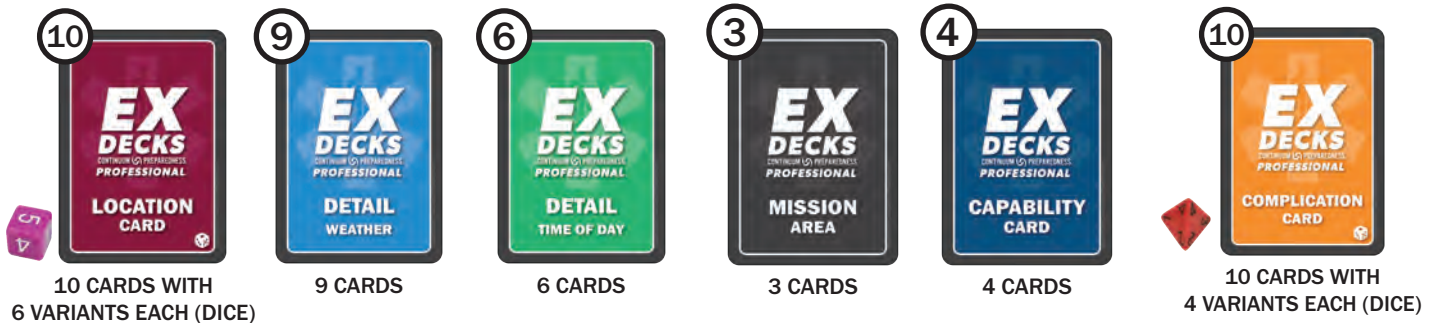 10
EX
DECKS
CONTINUUM PREPAREDNESS
PROFESSIONAL
LOCATION
CARD
5
4
10 CARDS WITH
6 VARIANTS EACH (DICE)
9
EX
DECKS
CONTINUUM PREPAREDNESS
PROFESSIONAL
DETAIL
WEATHER
9 CARDS
6
EX
DECKS
CONTINUUM PREPAREDNESS
PROFESSIONAL
DETAIL
TIME OF DAY
6 CARDS
3
EX
DECKS
CONTINUUM PREPAREDNESS
PROFESSIONAL
MISSION
AREA
3 CARDS
4
EX
DECKS
CONTINUUM PREPAREDNESS
PROFESSIONAL
CAPABILITY
CARD
4 CARDS
10
EX
DECKS
CONTINUUM PREPAREDNESS
PROFESSIONAL
COMPLICATION
CARD
10 CARDS WITH
4 VARIANTS EACH (DICE)